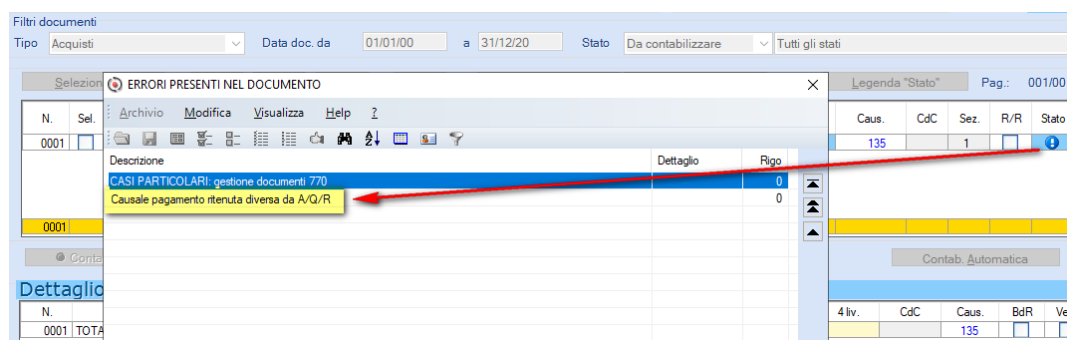 Filtri documenti
Tipo Acquisti Data doc. da 01/01/00 a 31/12/20 Stato Da contabilizzare Tutti gli stati
Selezion ERRORI PRESENTI NEL DOCUMENTO Legenda "Stato" Pag.: 001/00
Archivio Modifica Visualizza Help ?
N. Sel. Caus. CdC Sez. R/R Stato
0001 135 1
Descrizione Dettaglio Rigo
CASI PARTICOLARI: gestione documenti 770 0
Causale pagamento ritenuta diversa da A/Q/R 0
0001
Conta Contab. Automatica
Dettaglio
N. 4 liv. CdC Caus. BdR Ve
0001 TOTA 135